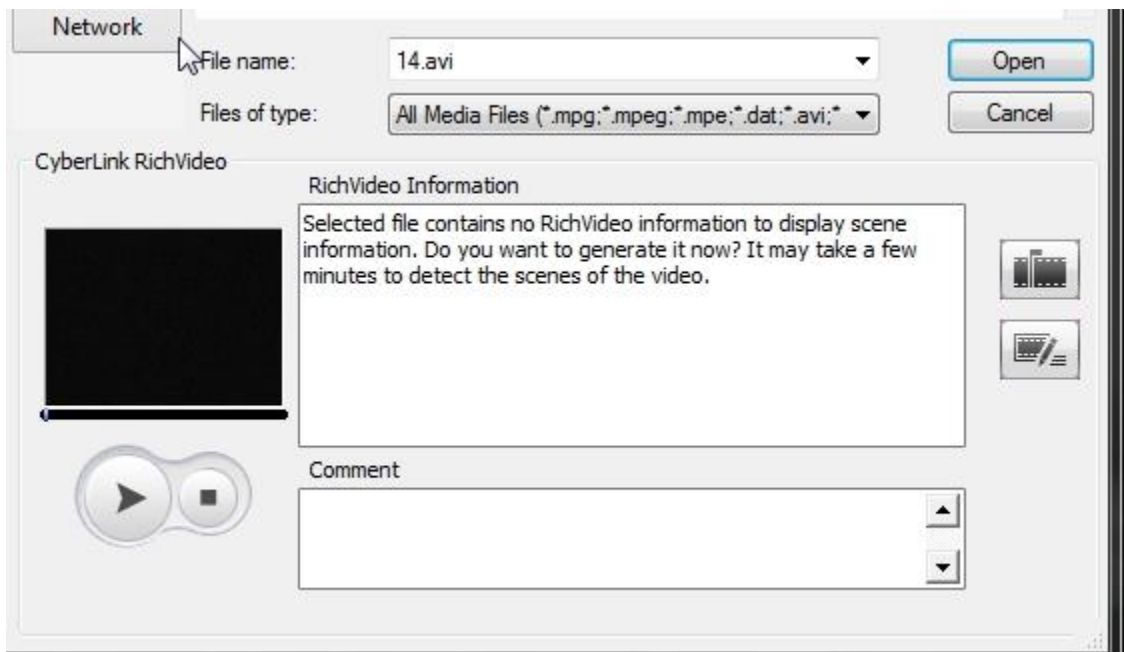 Network
File name:
14.avi
Open
Files of type:
All Media Files (*.mpg;*.mpeg;*.mpe;*.dat;*.avi;*
Cancel
CyberLink RichVideo
RichVideo Information
Selected file contains no RichVideo information to display scene
information. Do you want to generate it now? It may take a few
minutes to detect the scenes of the video.
Comment